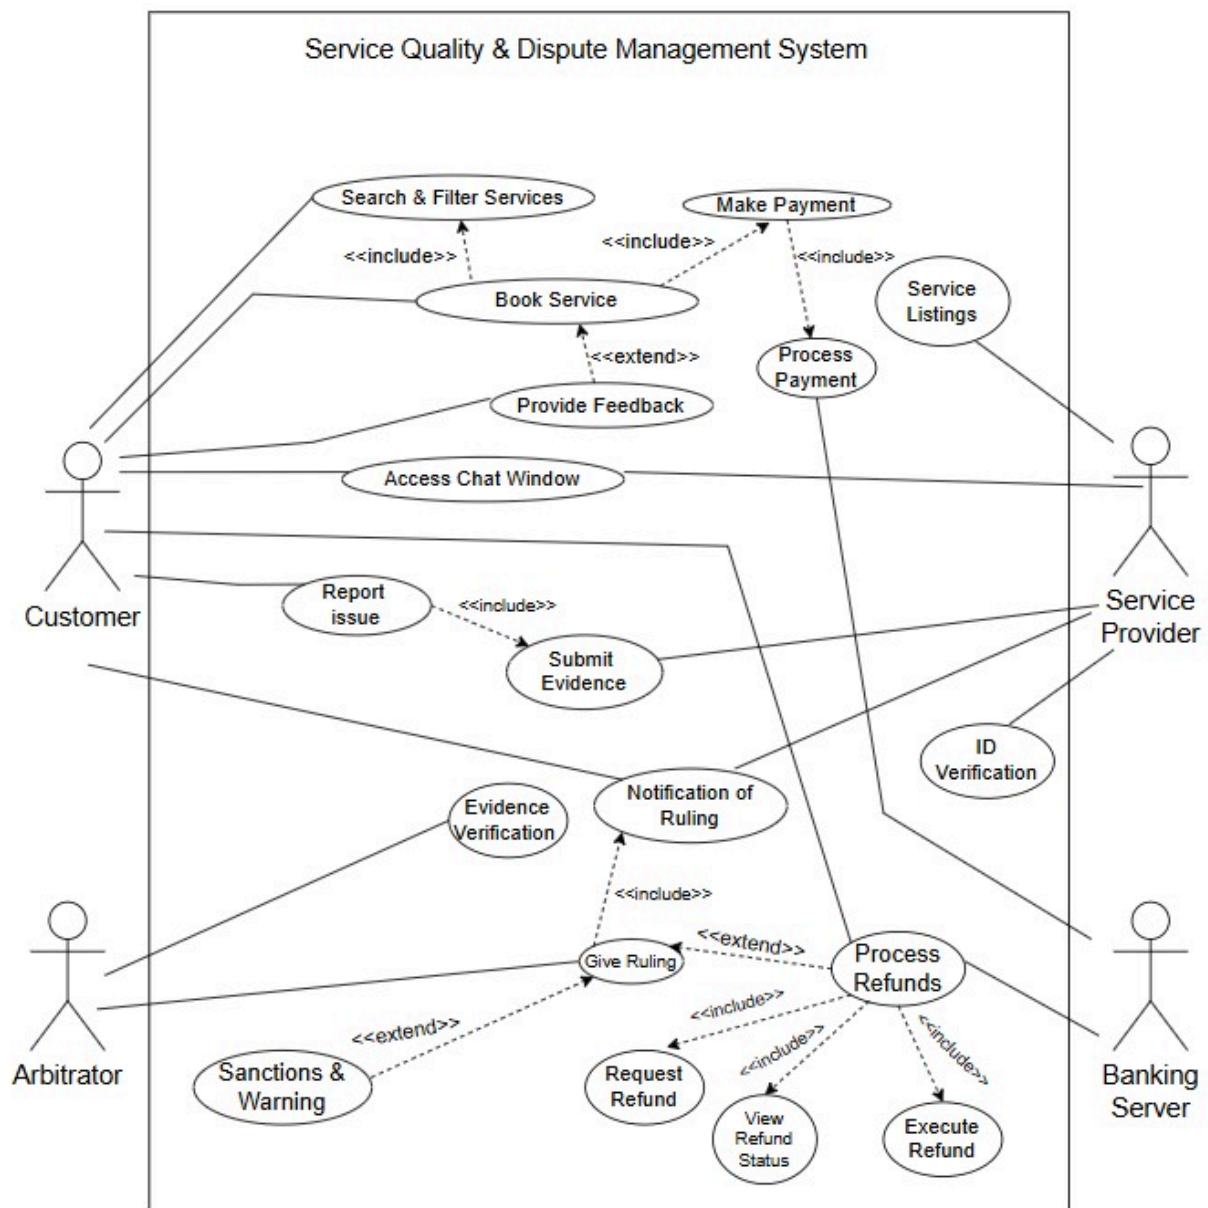 Service Quality & Dispute Management System
Search & Filter Services
Make Payment
<<include>>
<<include>>
<<include>>
Book Service
Service
Listings
<<extend>>
Process
Payment
Provide Feedback
Access Chat Window
Customer
Report
issue
<<include>>
Submit
Evidence
Service
Provider
ID
Verification
Notification of
Ruling
Evidence
Verification
<<include>>
Give Ruling
<<extend>>
Process
Refunds
<<extend>>
Sanctions &
Warning
<<include>>
<<include>>
<<include>>
Request
Refund
View
Refund
Status
Execute
Refund
Arbitrator
Banking
Server